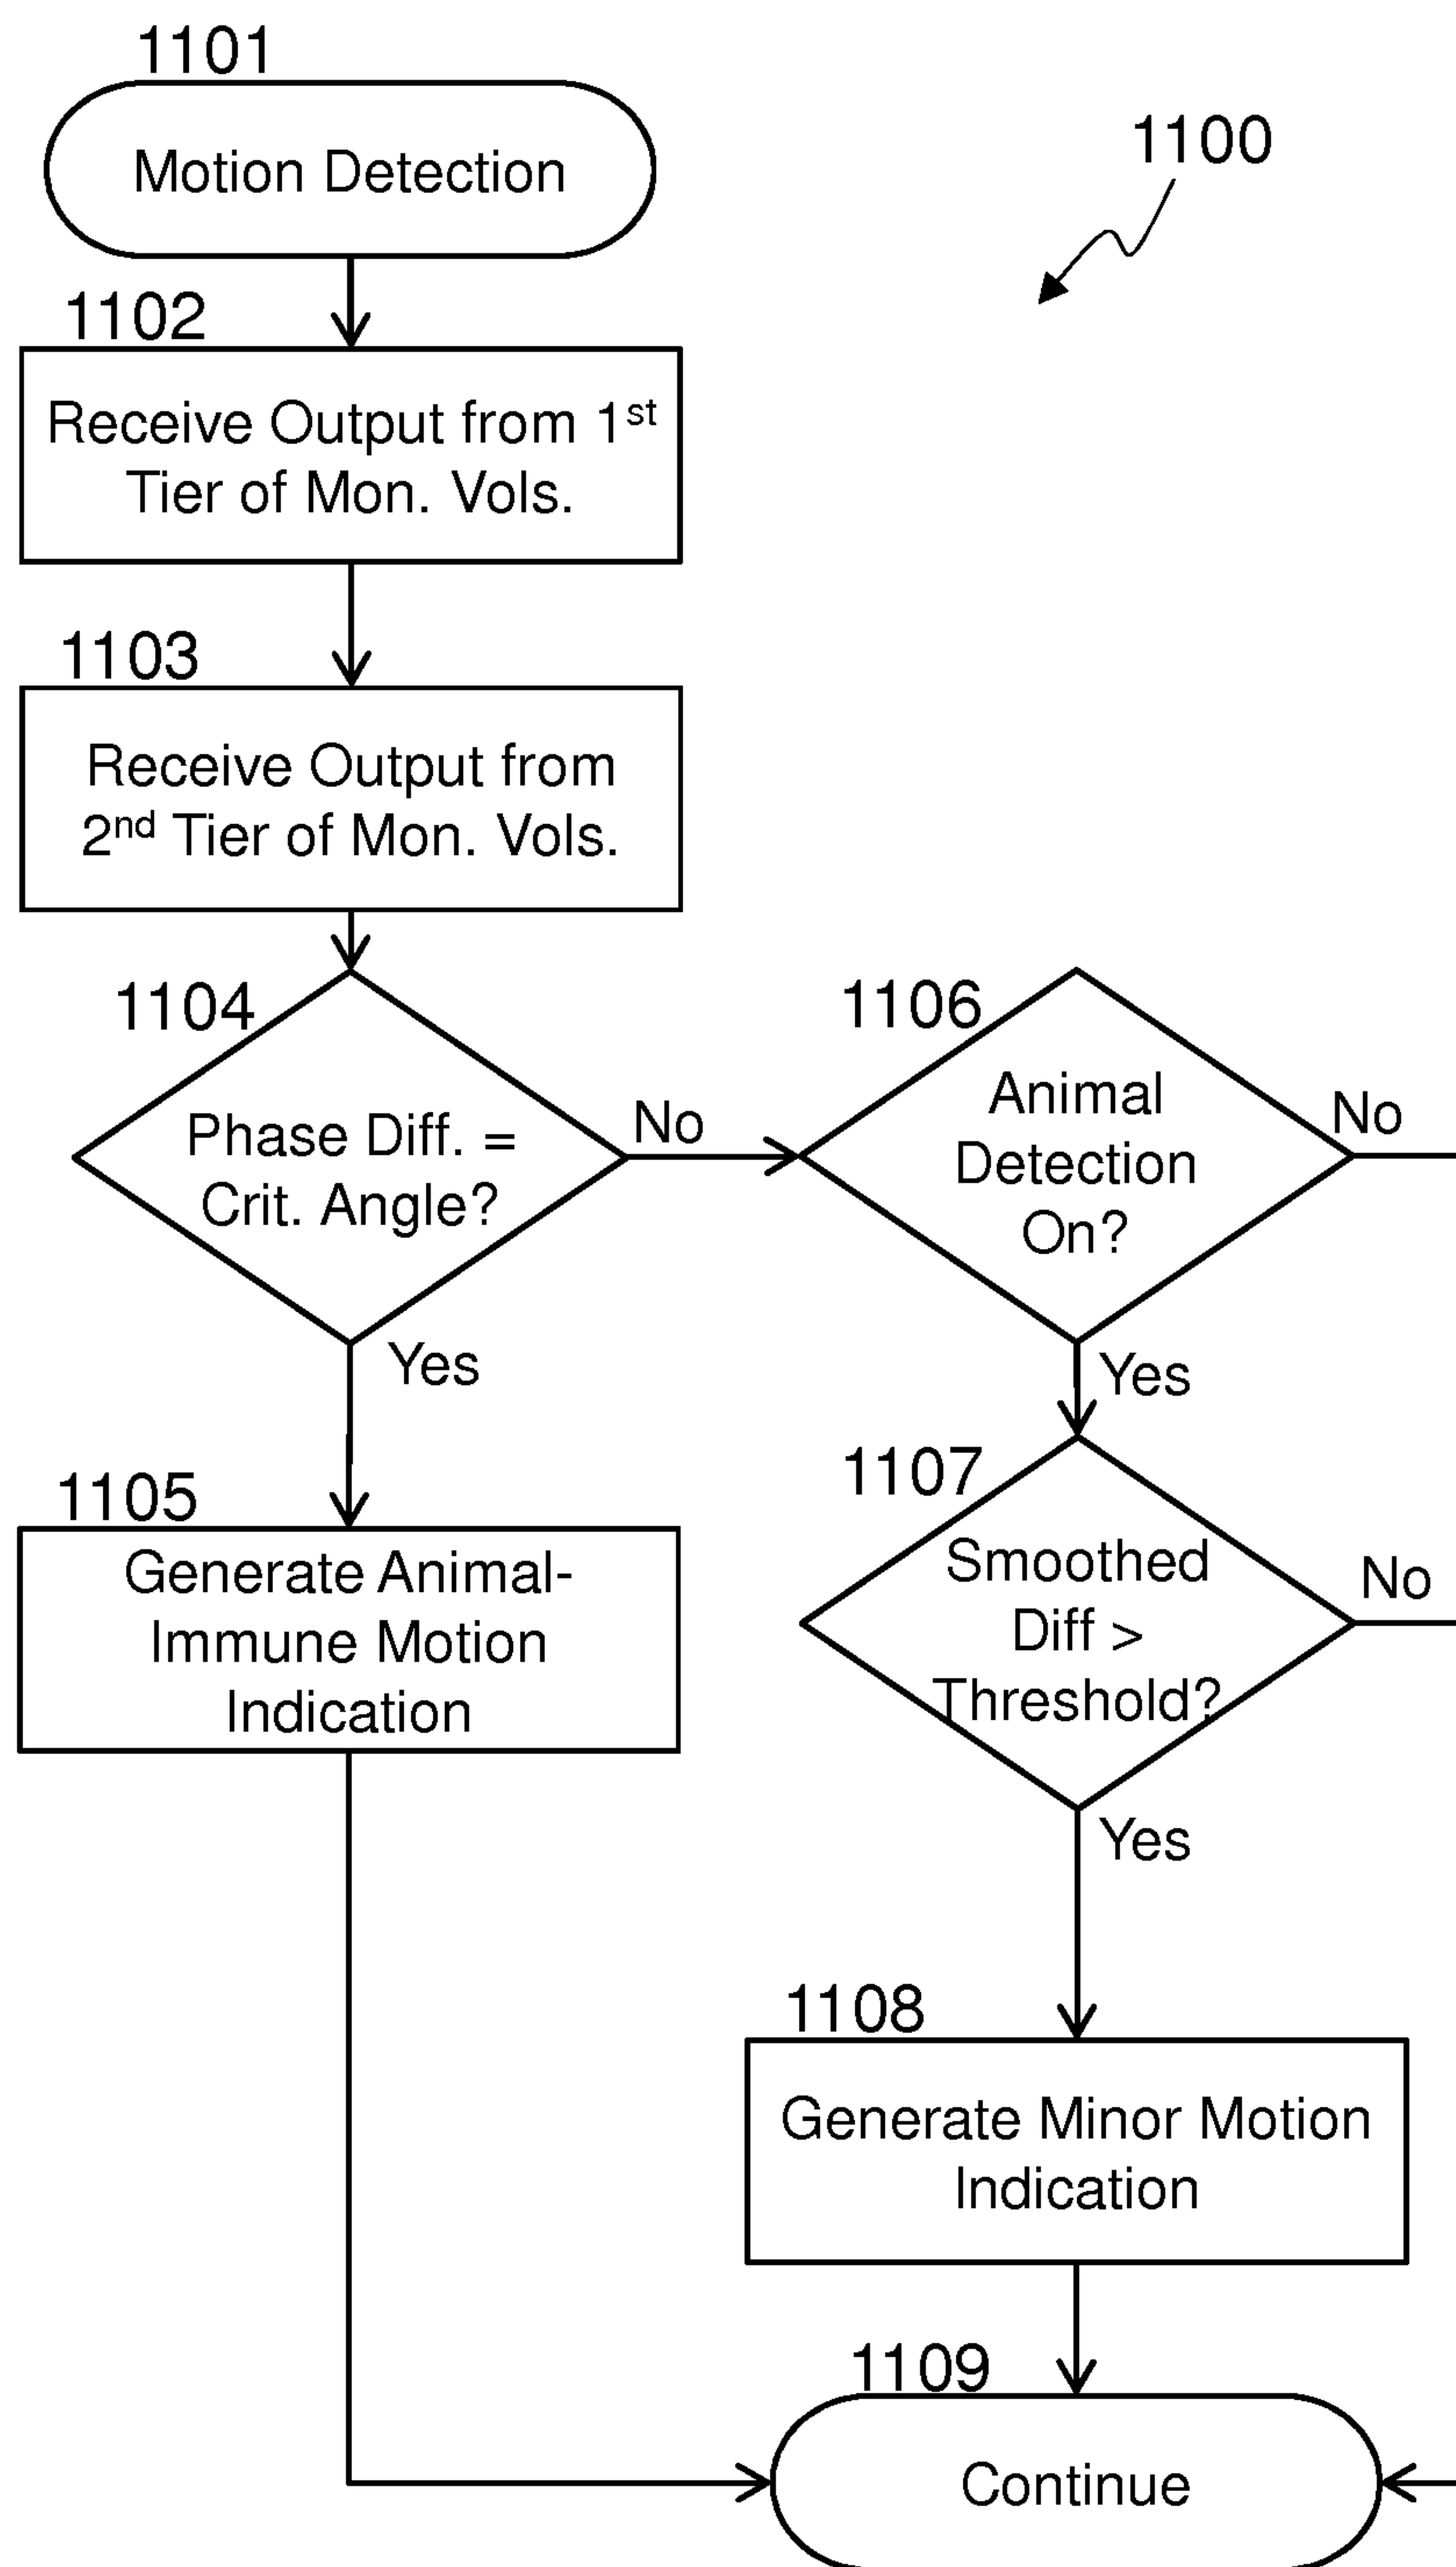 1101
Motion Detection
1100
1102
Receive Output from 1st
Tier of Mon. Vols.
1103
Receive Output from
2nd Tier of Mon. Vols.
1104
Phase Diff. =
Crit. Angle?
No
Yes
1106
Animal
Detection
On?
No
Yes
1105
Generate Animal-
Immune Motion
Indication
1107
Smoothed
Diff >
Threshold?
No
Yes
1108
Generate Minor Motion
Indication
1109
Continue